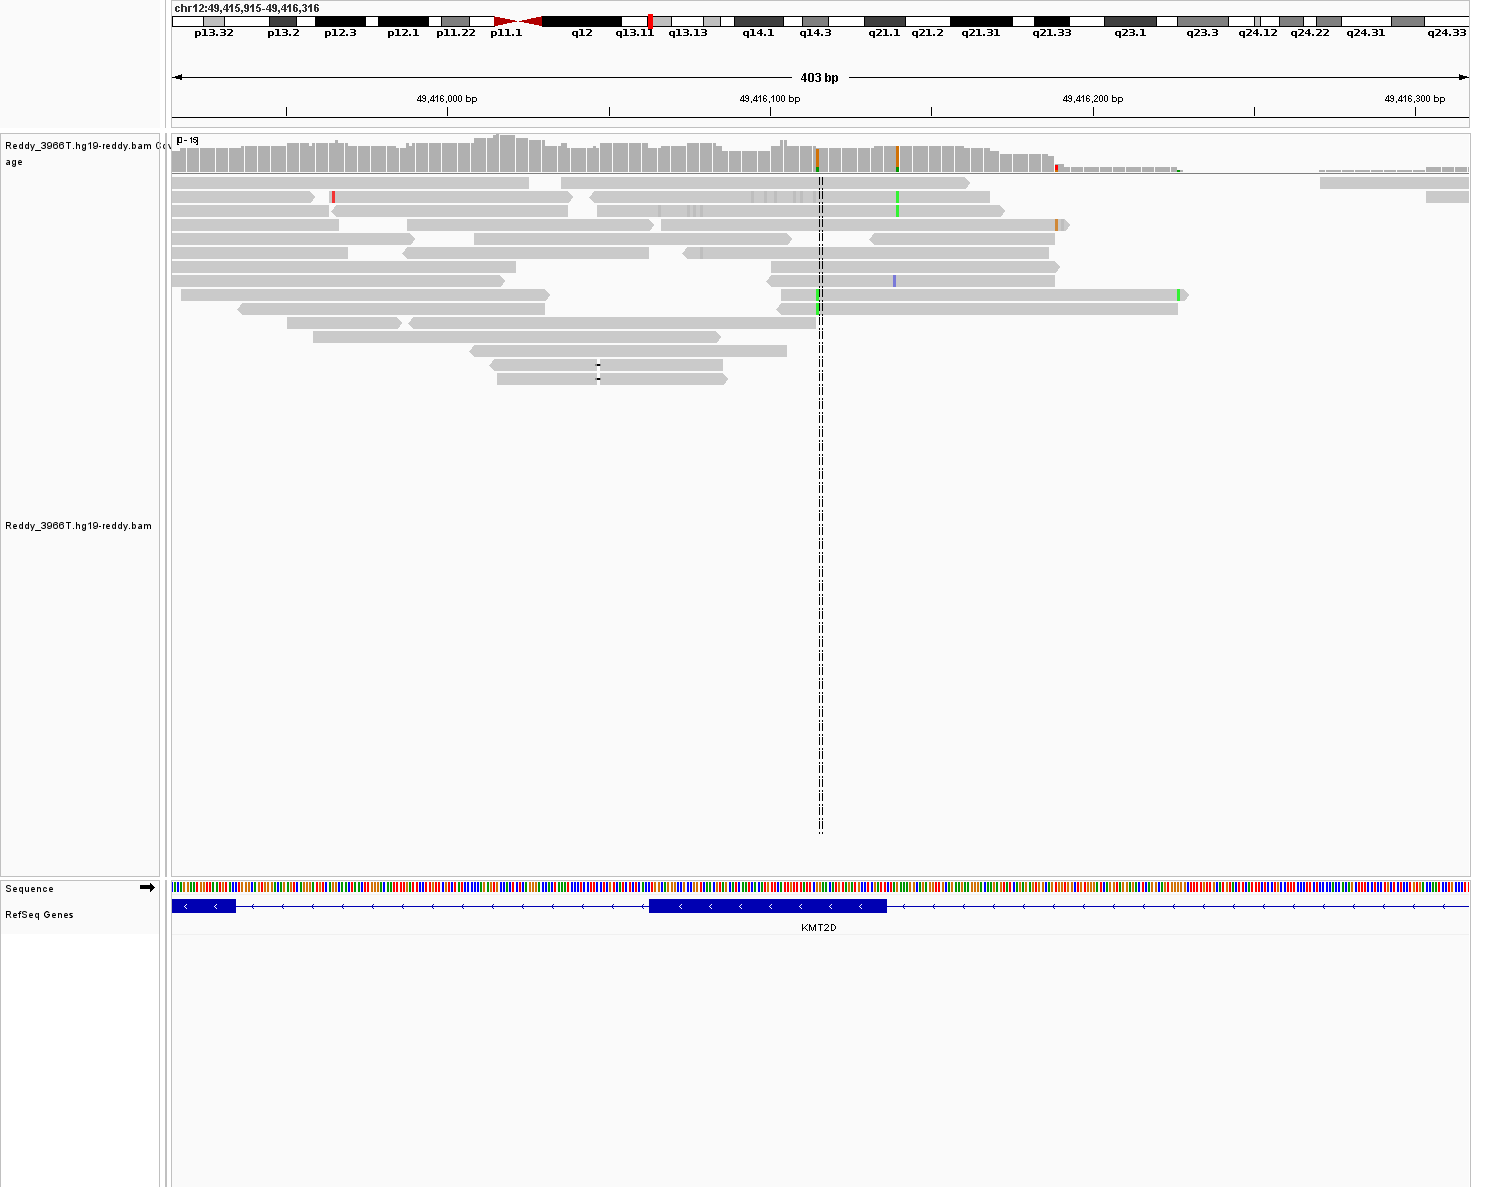 chr12:49,415,915-49,416,316
p13.32 p13.2 p12.3 p12.1 p11.22 p11.1 q12 q13.11 q13.13 q14.1 q14.3 q21.1 q21.2 q21.31 q21.33 q23.1 q23.3 q24.12 q24.22 q24.31 q24.33
403 bp
49,416,000 bp 49,416,100 bp 49,416,200 bp 49,416,300 bp
Reddy_3966T.hg19-reddy.bam Cov
age
[0 - 19]
Reddy_3966T.hg19-reddy.bam
Sequence
RefSeq Genes
KMT2D